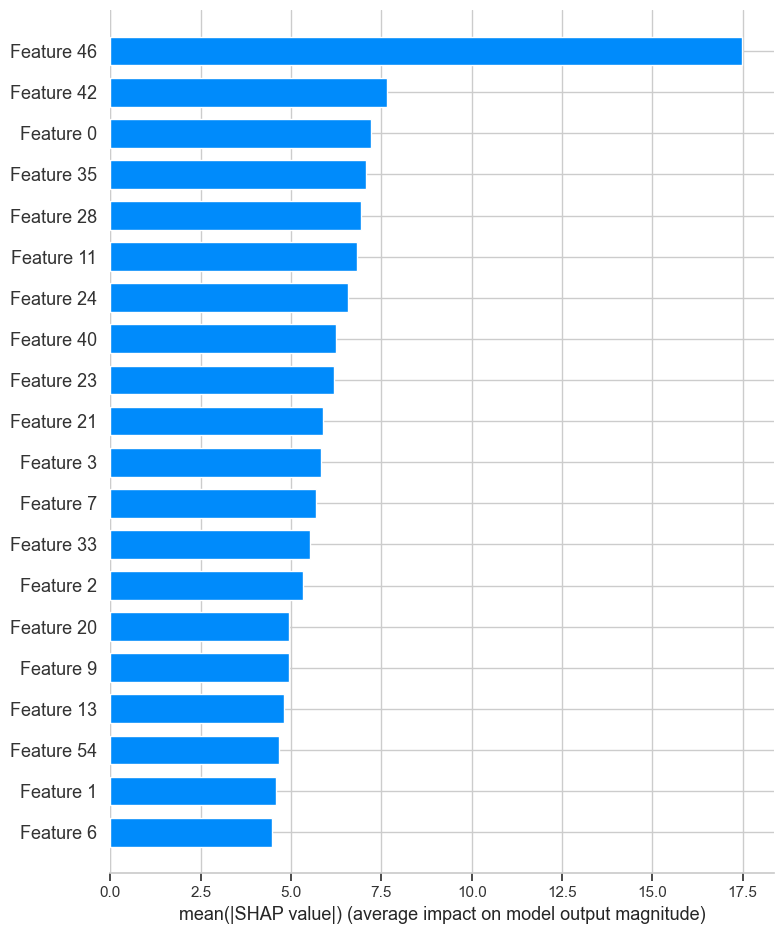 Feature 46
Feature 42
Feature 0
Feature 35
Feature 28
Feature 11
Feature 24
Feature 40
Feature 23
Feature 21
Feature 3
Feature 7
Feature 33
Feature 2
Feature 20
Feature 9
Feature 13
Feature 54
Feature 1
Feature 6
0.0 2.5 5.0 7.5 10.0 12.5 15.0 17.5
mean(|SHAP value|) (average impact on model output magnitude)